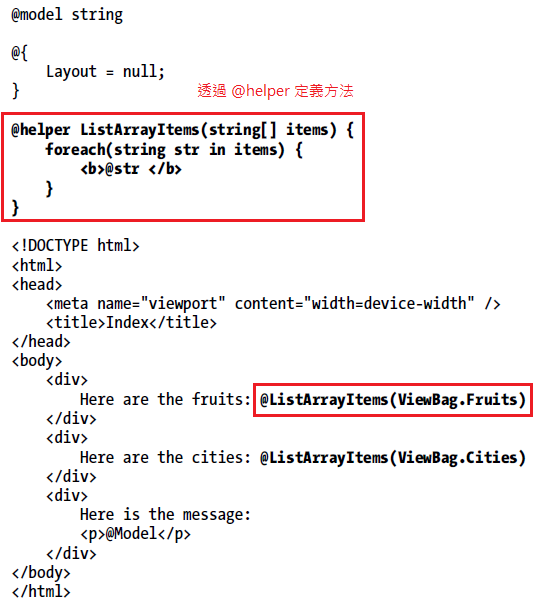 @model string
@{
    Layout = null;
}
透過 @helper 定義方法
@helper ListArrayItems(string[] items) {
    foreach(string str in items) {
        <b>@str </b>
    }
}
<!DOCTYPE html>
<html>
<head>
    <meta name="viewport" content="width=device-width" />
    <title>Index</title>
</head>
<body>
    <div>
        Here are the fruits: @ListArrayItems(ViewBag.Fruits)
    </div>
    <div>
        Here are the cities: @ListArrayItems(ViewBag.Cities)
    </div>
    <div>
        Here is the message:
        <p>@Model</p>
    </div>
</body>
</html>